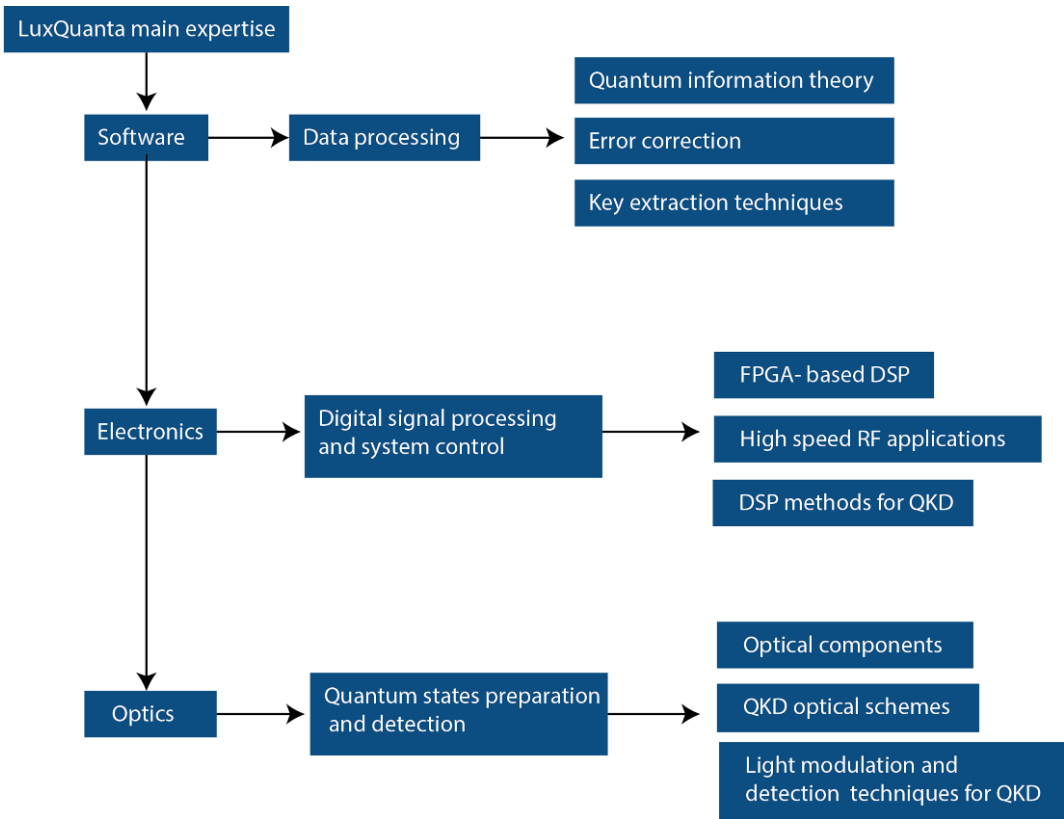 LuxQuanta main expertise
Software
Data processing
Quantum information theory
Error correction
Key extraction techniques
Electronics
Digital signal processing
and system control
FPGA- based DSP
High speed RF applications
DSP methods for QKD
Optics
Quantum states preparation
and detection
Optical components
QKD optical schemes
Light modulation and
detection  techniques for QKD